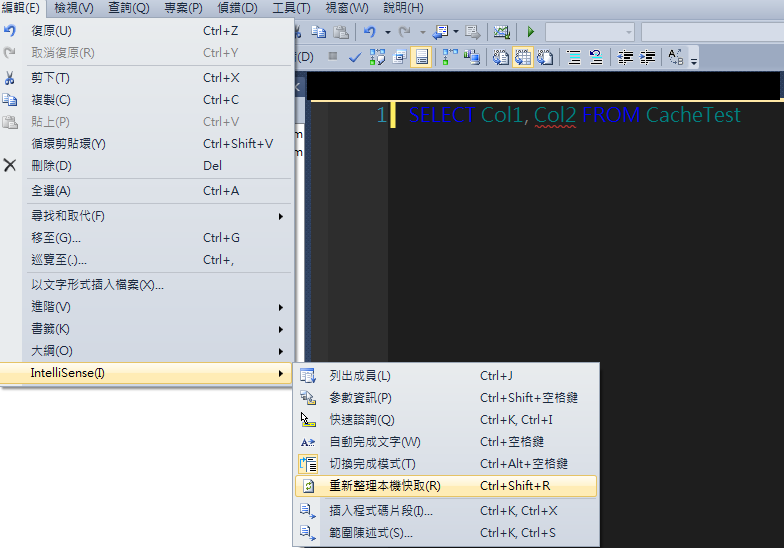 編輯(E) 檢視(V) 查詢(Q) 專案(P) 偵錯(D) 工具(T) 視窗(W) 說明(H)
復原(U) Ctrl+Z
取消復原(R) Ctrl+Y
剪下(T) Ctrl+X
複製(C) Ctrl+C
貼上(P) Ctrl+V
循環剪貼環(Y) Ctrl+Shift+V
刪除(D) Del
全選(A) Ctrl+A
尋找和取代(F)
移至(G)... Ctrl+G
巡覽至(.)... Ctrl+,
以文字形式插入檔案(X)...
進階(V)
書籤(K)
大綱(O)
IntelliSense(I)
1 SELECT Col1, Col2 FROM CacheTest
列出成員(L) Ctrl+J
參數資訊(P) Ctrl+Shift+空格鍵
快速諮詢(Q) Ctrl+K, Ctrl+I
自動完成文字(W) Ctrl+空格鍵
切換完成模式(T) Ctrl+Alt+空格鍵
重新整理本機快取(R) Ctrl+Shift+R
插入程式碼片段(I)... Ctrl+K, Ctrl+X
範圍陳述式(S)... Ctrl+K, Ctrl+S